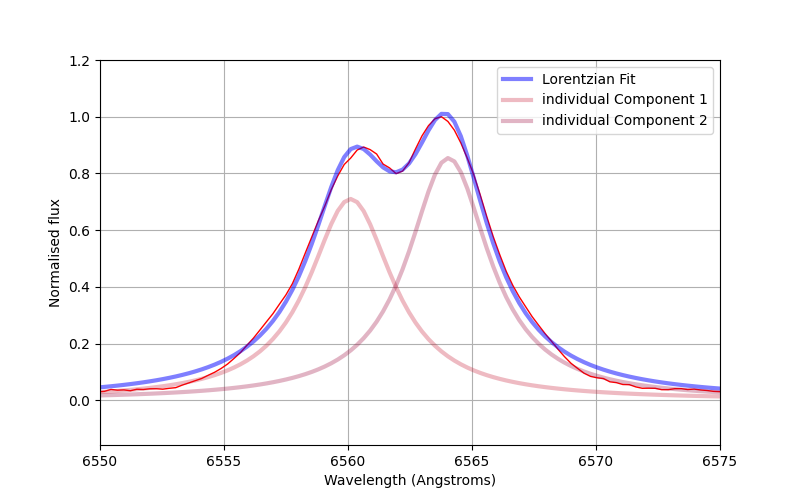 1.2
1.0
0.8
0.6
0.4
0.2
0.0
Normalised flux
Lorentzian Fit
individual Component 1
individual Component 2
6550 6555 6560 6565 6570 6575
Wavelength (Angstroms)